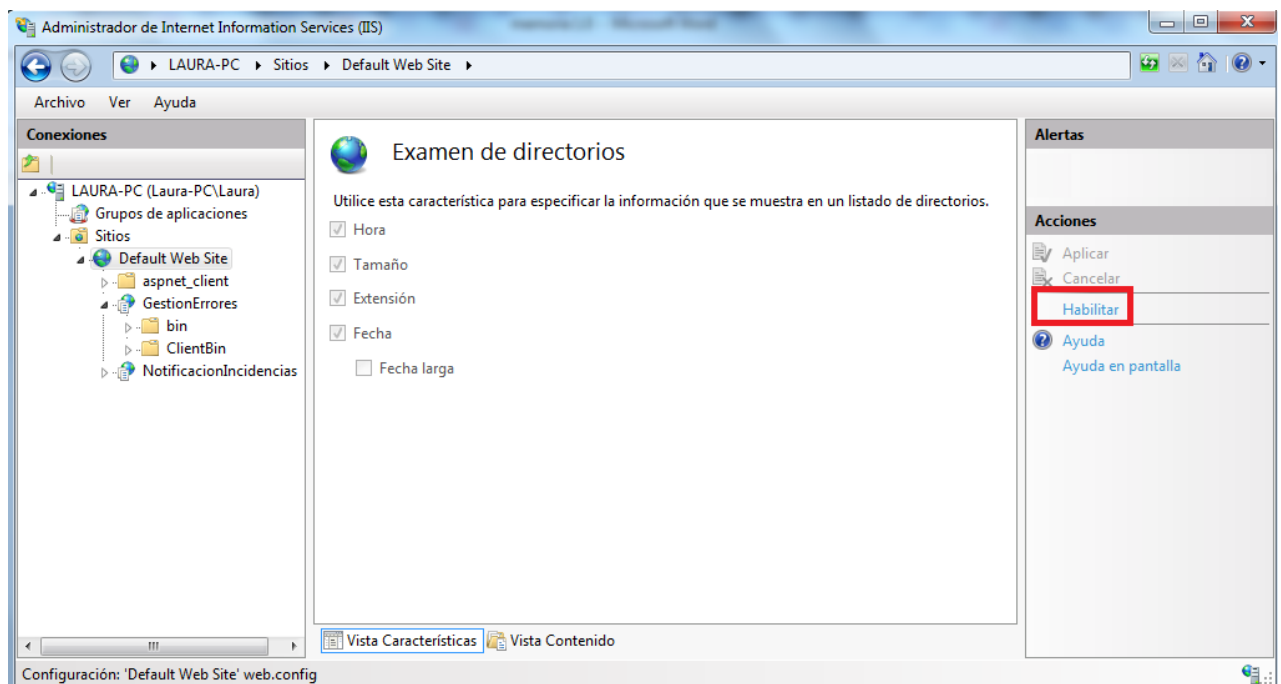 Administrador de Internet Information Services (IIS)
LAURA-PC Sitios Default Web Site
Archivo Ver Ayuda
Conexiones
LAURA-PC (Laura-PC\Laura)
Grupos de aplicaciones
Sitios
Default Web Site
aspnet_client
GestionErrores
bin
ClientBin
NotificacionIncidencias
Examen de directorios
Utilice esta característica para especificar la información que se muestra en un listado de directorios.
Hora
Tamaño
Extensión
Fecha
Fecha larga
Vista Características Vista Contenido
Alertas
Acciones
Aplicar
Cancelar
Habilitar
Ayuda
Ayuda en pantalla
Configuración: 'Default Web Site' web.config